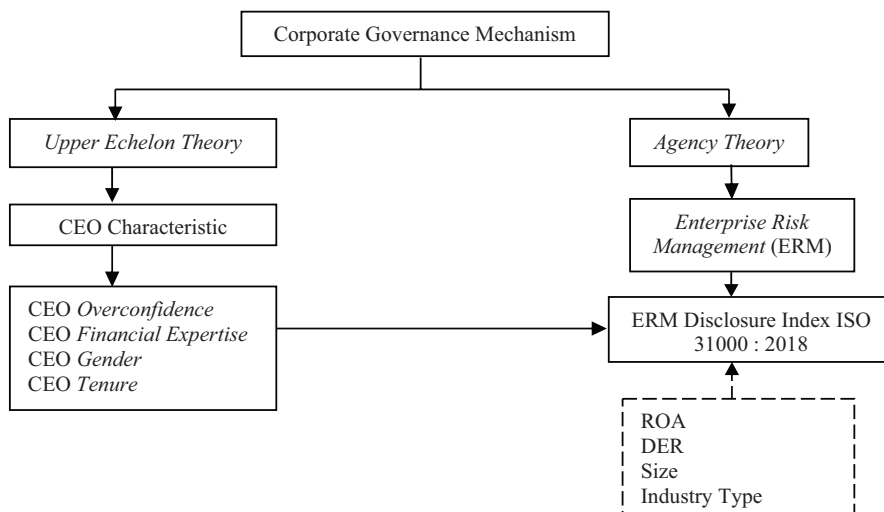 Corporate Governance Mechanism
Upper Echelon Theory
Agency Theory
CEO Characteristic
Enterprise Risk
Management (ERM)
CEO Overconfidence
CEO Financial Expertise
CEO Gender
CEO Tenure
ERM Disclosure Index ISO
31000 : 2018
ROA
DER
Size
Industry Type